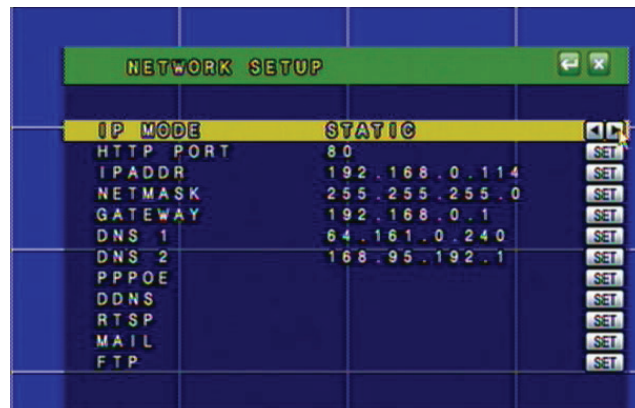 NETWORK SETUP
IP MODE STATIC
HTTP PORT 80 SET
IPADDR 192.168.0.114 SET
NETMASK 255.255.255.0 SET
GATEWAY 192.168.0.1 SET
DNS 1 64.161.0.240 SET
DNS 2 168.95.192.1 SET
PPPOE SET
DDNS SET
RTSP SET
MAIL SET
FTP SET